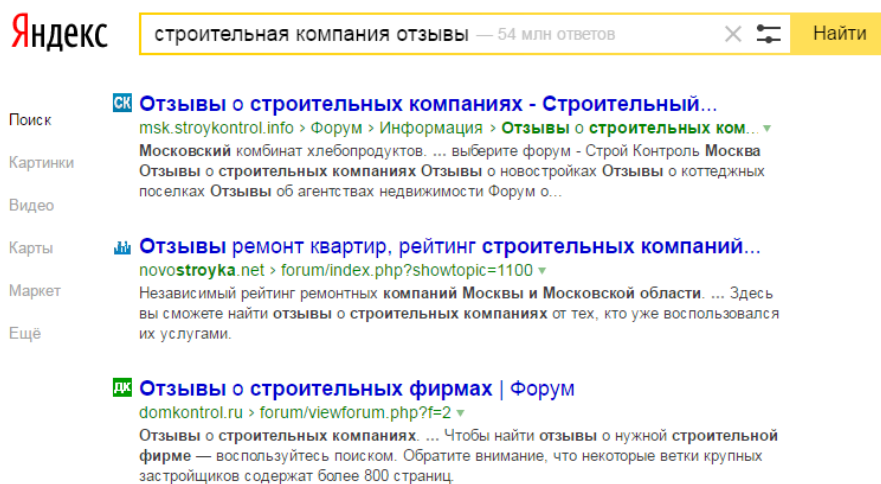 Яндекс
строительная компания отзывы — 54 млн ответов
Найти
Поиск
Картинки
Видео
Карты
Маркет
Ещё
СК Отзывы о строительных компаниях - Строительный...
msk.stroykontrol.info > Форум > Информация > Отзывы о строительных ком...
Московский комбинат хлебопродуктов. ... выберите форум - Строй Контроль Москва
Отзывы о строительных компаниях Отзывы о новостройках Отзывы о коттеджных
поселках Отзывы об агентствах недвижимости Форум о...
Отзывы ремонт квартир, рейтинг строительных компаний...
novostroyka.net > forum/index.php?showtopic=1100
Независимый рейтинг ремонтных компаний Москвы и Московской области. ... Здесь
вы сможете найти отзывы о строительных компаниях от тех, кто уже воспользовался
их услугами.
ДК Отзывы о строительных фирмах | Форум
domkontrol.ru > forum/viewforum.php?f=2
Отзывы о строительных компаниях. ... Чтобы найти отзывы о нужной строительной
фирме — воспользуйтесь поиском. Обратите внимание, что некоторые ветки крупных
застройщиков содержат более 800 страниц.